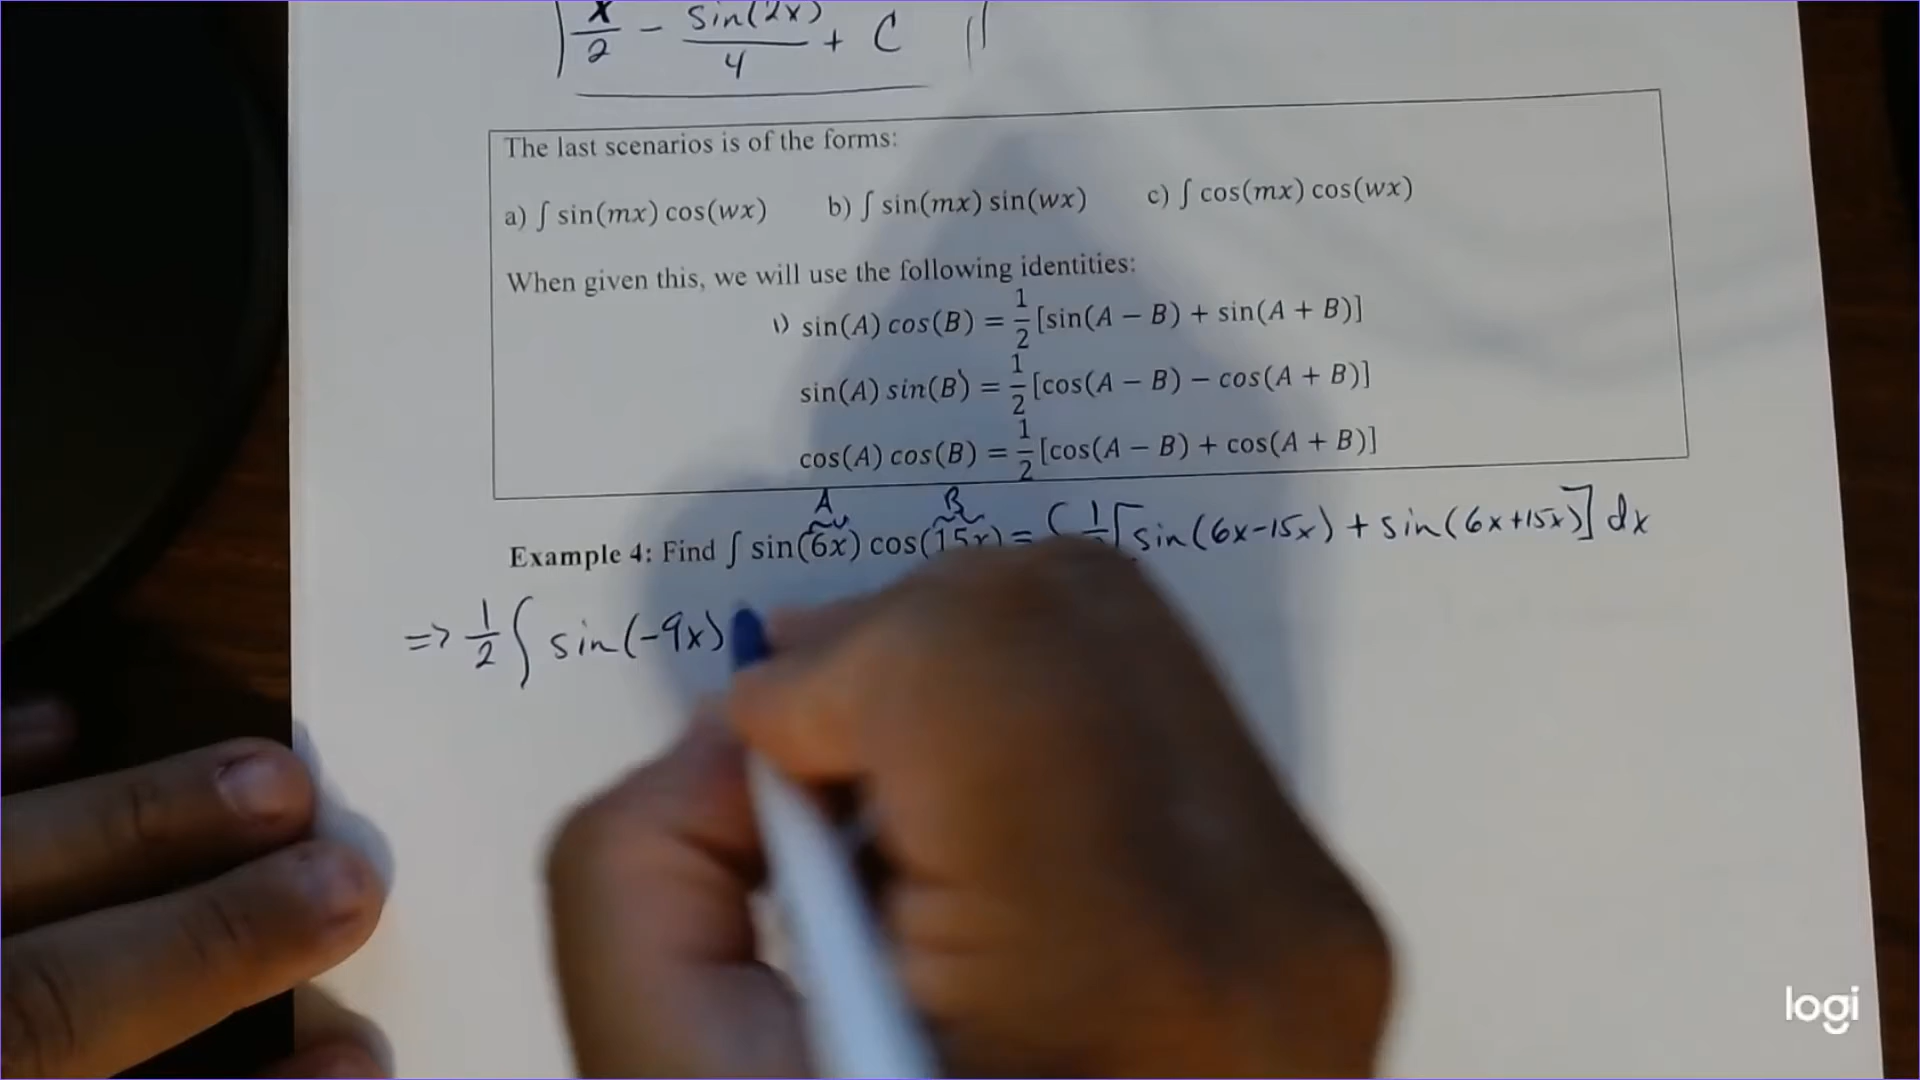 x/2 - sin(2x)/4 + C
The last scenarios is of the forms:
a) ∫ sin(mx) cos(wx) b) ∫ sin(mx) sin(wx) c) ∫ cos(mx) cos(wx)
When given this, we will use the following identities:
1) sin(A) cos(B) = 1/2 [sin(A − B) + sin(A + B)]
sin(A) sin(B) = 1/2 [cos(A − B) − cos(A + B)]
cos(A) cos(B) = 1/2 [cos(A − B) + cos(A + B)]
A B
Example 4: Find ∫ sin(6x) cos(15x) = ∫ 1/2 [sin(6x-15x) + sin(6x+15x)] dx
=> 1/2 ∫ sin(-9x)
logi